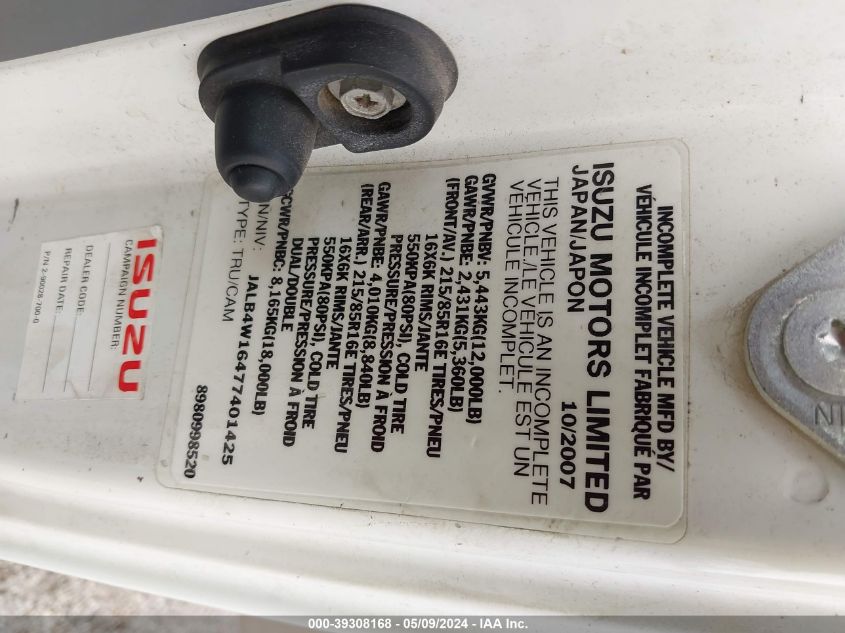 INCOMPLETE VEHICLE MFD BY/
VÉHICULE INCOMPLET FABRIQUÉ PAR
ISUZU MOTORS LIMITED
JAPAN/JAPON 10/2007
THIS VEHICLE IS AN INCOMPLETE
VEHICLE/LE VÉHICULE EST UN
VEHICULE INCOMPLET.
GVWR/PNBV: 5,443KG(12,000LB)
GAWR/PNBE: 2,431KG(5,360LB)
(FRONT/AV.) 215/85R16E TIRES/PNEU
16X6K RIMS/JANTE
550KPA(80PSI), COLD TIRE
PRESSURE/PRESSION À FROID
GAWR/PNBE: 4,010KG(8,840LB)
(REAR/ARR.) 215/85R16E TIRES/PNEU
16X6K RIMS/JANTE
550KPA(80PSI), COLD TIRE
PRESSURE/PRESSION À FROID
DUAL/DOUBLE
GCWR/PNBC: 8,165KG(18,000LB)
N/NIV: JALB4W16477401425
TYPE: TRU/CAM
8980998520
ISUZU
CAMPAIGN NUMBER:
DEALER CODE:
REPAIR DATE:
P/N 2-90028-700-0
000-39308168 - 05/09/2024 - IAA Inc.